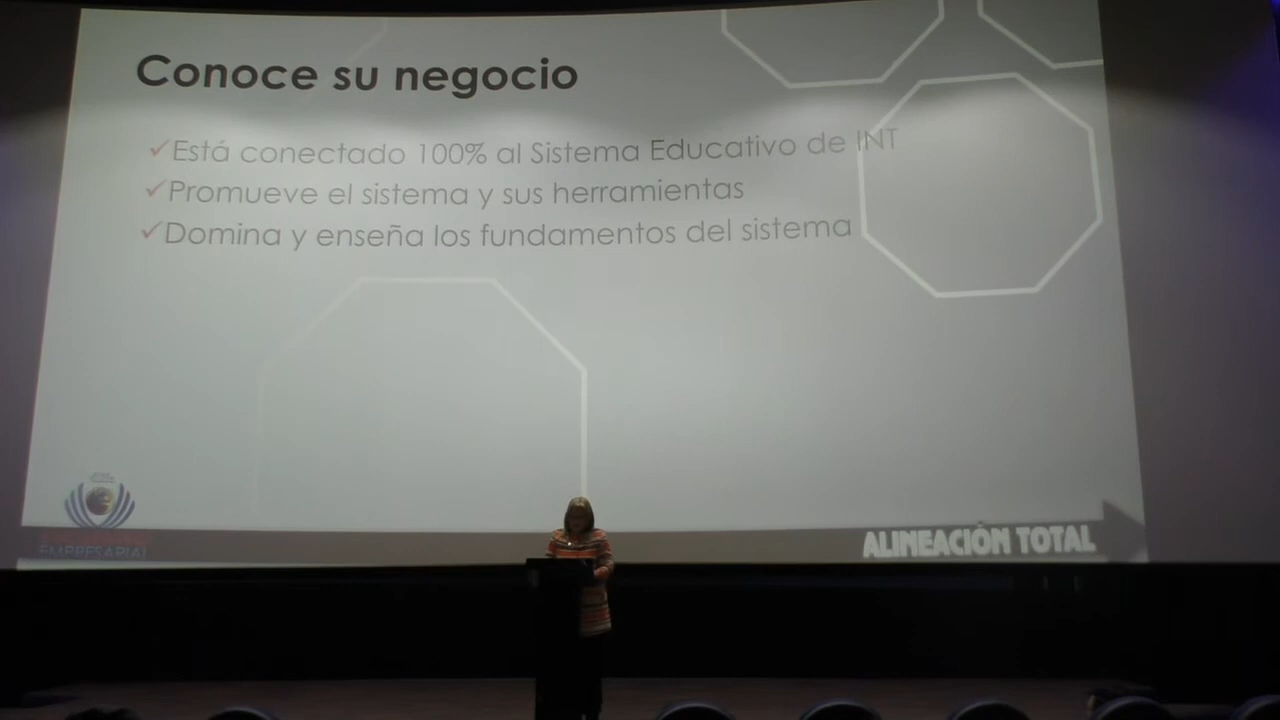 Conoce su negocio
✓Está conectado 100% al Sistema Educativo de INT
✓Promueve el sistema y sus herramientas
✓Domina y enseña los fundamentos del sistema
EMPRESARIAL
ALINEACIÓN TOTAL